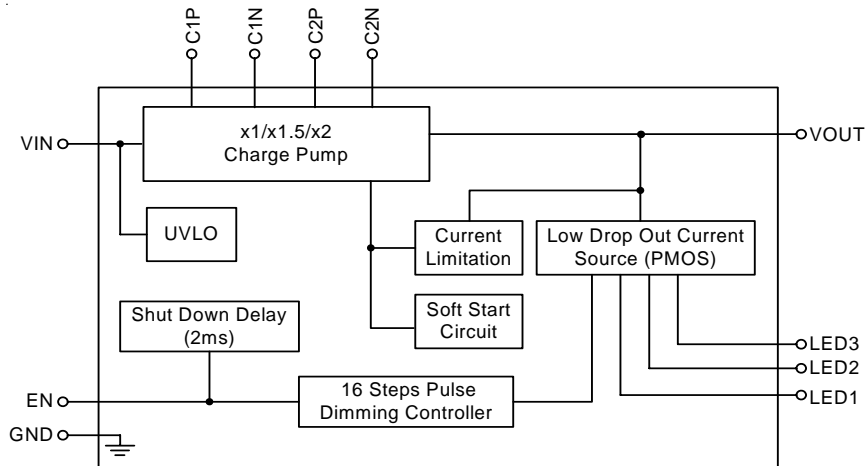 C1P
C1N
C2P
C2N
VIN
x1/x1.5/x2
Charge Pump
VOUT
UVLO
Current
Limitation
Low Drop Out Current
Source (PMOS)
Shut Down Delay
(2ms)
Soft Start
Circuit
LED3
LED2
LED1
EN
16 Steps Pulse
Dimming Controller
GND